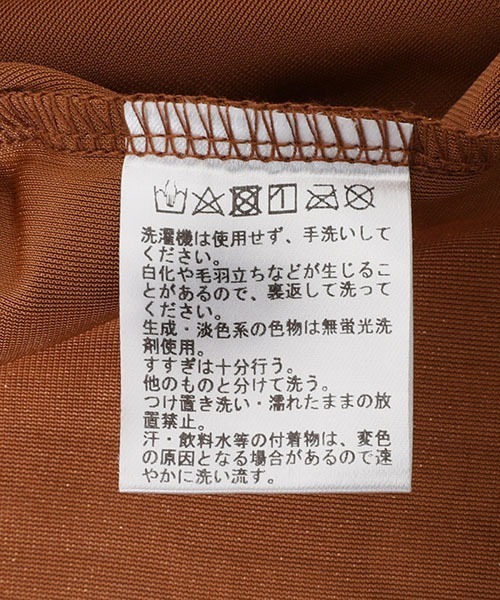 洗濯機は使用せず、手洗いして
ください。
白化や毛羽立ちなどが生じるこ
とがあるので、裏返して洗って
ください。
生成・淡色系の色物は無蛍光洗
剤使用。
すすぎは十分行う。
他のものと分けて洗う。
つけ置き洗い・濡れたままの放
置禁止。
汗・飲料水等の付着物は、変色
の原因となる場合があるので速
やかに洗い流す。